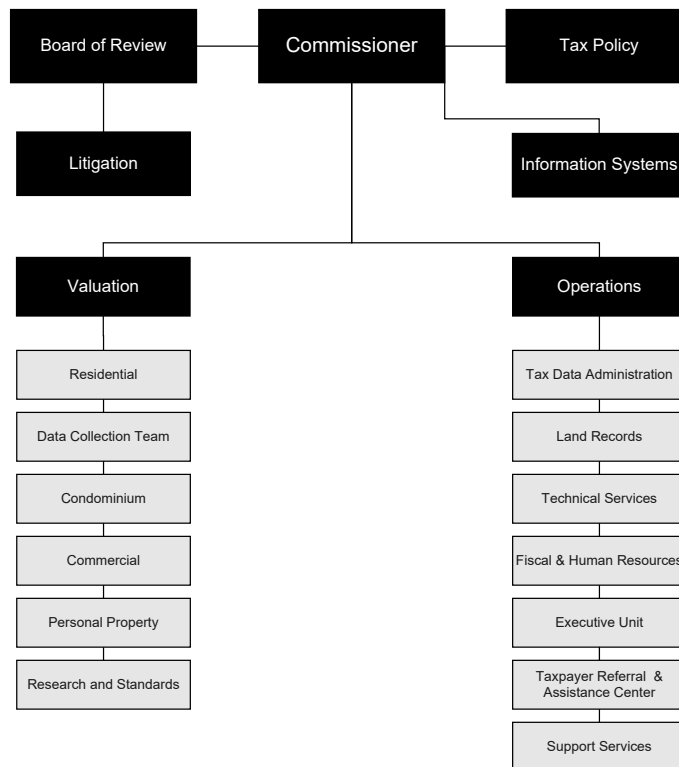 Board of Review
Commissioner
Tax Policy
Litigation
Information Systems
Valuation
Operations
Residential
Data Collection Team
Condominium
Commercial
Personal Property
Research and Standards
Tax Data Administration
Land Records
Technical Services
Fiscal & Human Resources
Executive Unit
Taxpayer Referral &
Assistance Center
Support Services